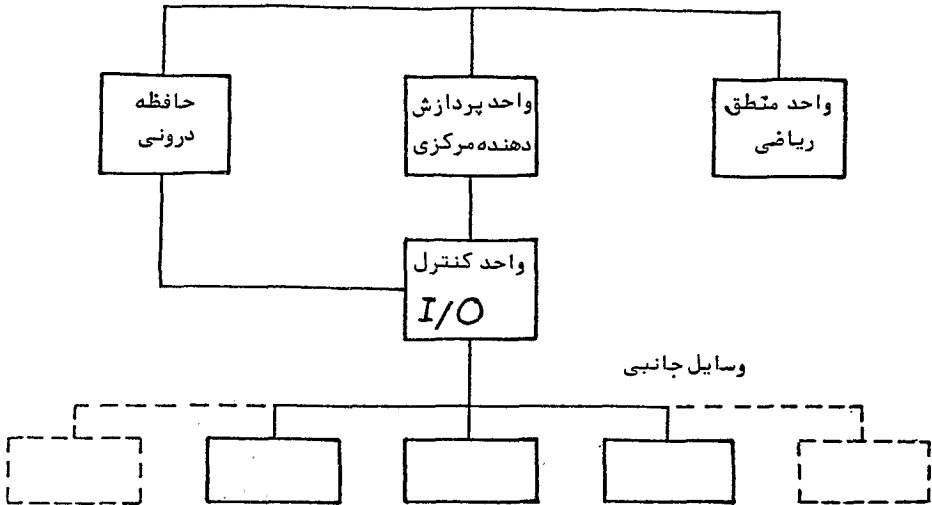 واحد منطق
ریاضی
واحد پردازش
دهنده مرکزی
حافظه
درونی
واحد کنترل
I/O
وسایل جانبی